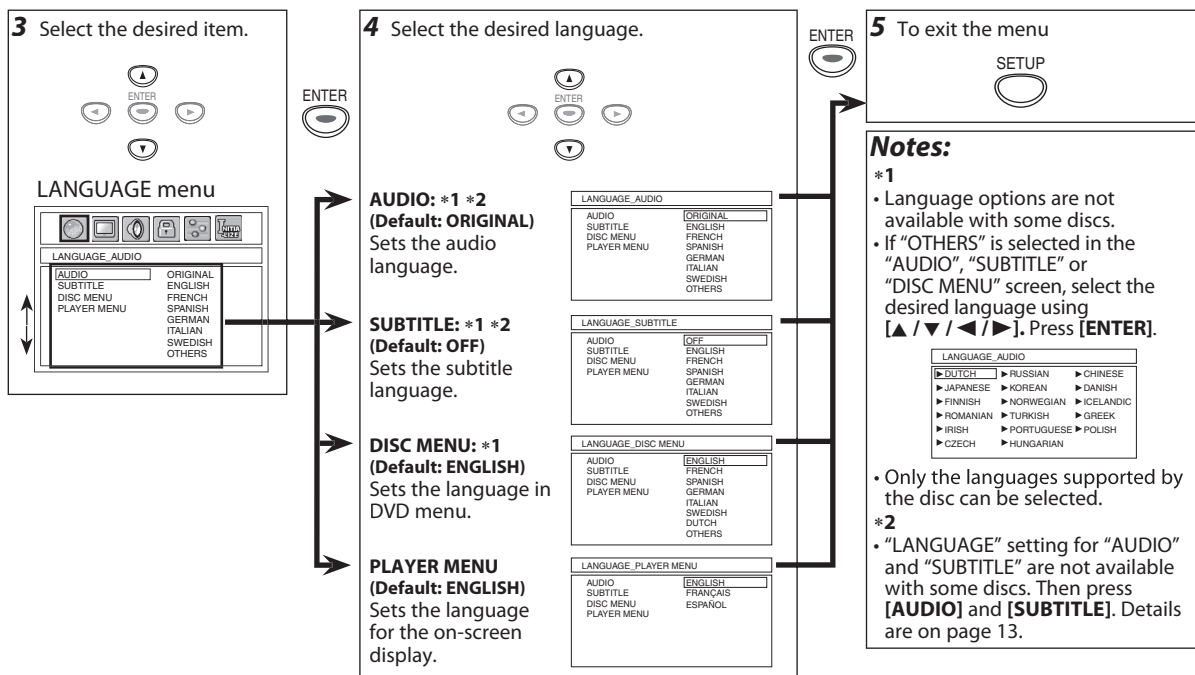 3 Select the desired item.
ENTER
LANGUAGE menu
INITIA
-LIZE
LANGUAGE_AUDIO
AUDIO ORIGINAL
SUBTITLE ENGLISH
DISC MENU FRENCH
PLAYER MENU SPANISH
GERMAN
ITALIAN
SWEDISH
OTHERS
ENTER
4 Select the desired language.
ENTER
AUDIO: *1 *2
(Default: ORIGINAL)
Sets the audio
language.
LANGUAGE_AUDIO
AUDIO ORIGINAL
SUBTITLE ENGLISH
DISC MENU FRENCH
PLAYER MENU SPANISH
GERMAN
ITALIAN
SWEDISH
OTHERS
SUBTITLE: *1 *2
(Default: OFF)
Sets the subtitle
language.
LANGUAGE_SUBTITLE
AUDIO OFF
SUBTITLE ENGLISH
DISC MENU FRENCH
PLAYER MENU SPANISH
GERMAN
ITALIAN
SWEDISH
OTHERS
DISC MENU: *1
(Default: ENGLISH)
Sets the language in
DVD menu.
LANGUAGE_DISC MENU
AUDIO ENGLISH
SUBTITLE FRENCH
DISC MENU SPANISH
PLAYER MENU GERMAN
ITALIAN
SWEDISH
DUTCH
OTHERS
PLAYER MENU
(Default: ENGLISH)
Sets the language
for the on-screen
display.
LANGUAGE_PLAYER MENU
AUDIO ENGLISH
SUBTITLE FRANÇAIS
DISC MENU ESPAÑOL
PLAYER MENU
ENTER
5 To exit the menu
SETUP
Notes:
*1
• Language options are not
available with some discs.
• If “OTHERS” is selected in the
“AUDIO”, “SUBTITLE” or
“DISC MENU” screen, select the
desired language using
[▲ / ▼ / ◀ / ▶]. Press [ENTER].
LANGUAGE_AUDIO
▶DUTCH ▶RUSSIAN ▶CHINESE
▶JAPANESE ▶KOREAN ▶DANISH
▶FINNISH ▶NORWEGIAN ▶ICELANDIC
▶ROMANIAN ▶TURKISH ▶GREEK
▶IRISH ▶PORTUGUESE ▶POLISH
▶CZECH ▶HUNGARIAN
• Only the languages supported by
the disc can be selected.
*2
• “LANGUAGE” setting for “AUDIO”
and “SUBTITLE” are not available
with some discs. Then press
[AUDIO] and [SUBTITLE]. Details
are on page 13.